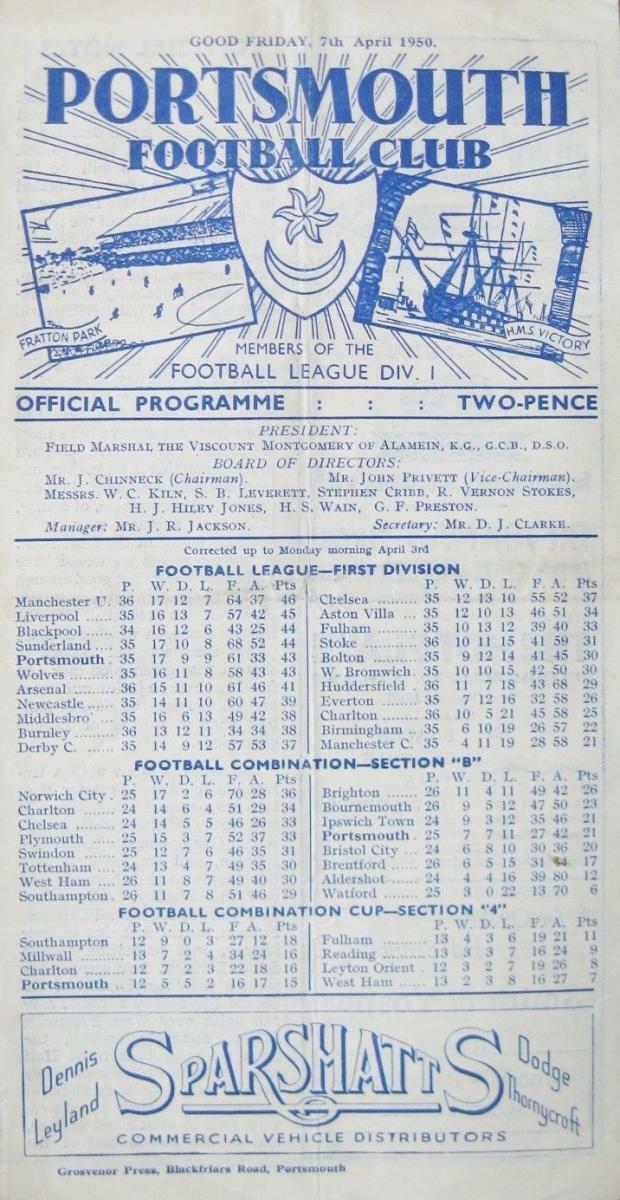 GOOD FRIDAY, 7th April 1950.
PORTSMOUTH
FOOTBALL CLUB
FRATTON PARK
H.M.S. VICTORY
MEMBERS OF THE
FOOTBALL LEAGUE DIV. I
OFFICIAL PROGRAMME : : : TWO-PENCE
PRESIDENT:
FIELD MARSHAL THE VISCOUNT MONTGOMERY OF ALAMEIN, K.G., G.C.B., D.S.O.
BOARD OF DIRECTORS:
MR. J. CHINNECK (Chairman). MR. JOHN PRIVETT (Vice-Chairman).
MESSRS. W. C. KILN, S. B. LEVERETT, STEPHEN CRIBB, R. VERNON STOKES,
H. J. HILEY JONES, H. S. WAIN, G. F. PRESTON.
Manager: MR. J. R. JACKSON. Secretary: MR. D. J. CLARKE.
Corrected up to Monday morning April 3rd
FOOTBALL LEAGUE—FIRST DIVISION
P. W. D. L. F. A. Pts
Manchester U. 36 17 12 7 64 37 46
Liverpool ...... 35 16 13 7 57 42 45
Blackpool ...... 34 16 12 6 43 25 44
Sunderland .... 35 17 10 8 68 52 44
Portsmouth . 35 17 9 9 61 33 43
Wolves ......... 35 16 11 8 58 43 43
Arsenal ......... 36 15 11 10 61 46 41
Newcastle ...... 35 14 11 10 60 47 39
Middlesbro' ... 35 16 6 13 49 42 38
Burnley ......... 36 13 12 11 34 34 38
Derby C. ...... 35 14 9 12 57 53 37
P. W. D. L. F. A. Pts
Chelsea ......... 35 12 13 10 55 52 37
Aston Villa ... 35 12 10 13 46 51 34
Fulham ......... 35 10 13 12 39 40 33
Stoke ............ 36 10 11 15 41 59 31
Bolton ......... 35 9 12 14 41 45 30
W. Bromwich. 35 10 10 15 42 50 30
Huddersfield . 36 11 7 18 43 68 29
Everton ......... 35 7 12 16 32 58 26
Charlton ...... 36 10 5 21 45 58 25
Birmingham .. 35 6 10 19 26 57 22
Manchester C. 35 4 11 19 28 58 21
FOOTBALL COMBINATION—SECTION "B"
P. W. D. L. F. A. Pts
Norwich City . 25 17 2 6 70 28 36
Charlton ...... 24 14 6 4 51 29 34
Chelsea ......... 24 14 5 5 46 26 33
Plymouth ...... 25 15 3 7 52 37 33
Swindon ...... 25 12 7 6 46 35 31
Tottenham .... 24 13 4 7 49 35 30
West Ham .... 26 11 8 7 49 40 30
Southampton . 26 11 7 8 51 46 29
P. W. D. L. F. A. Pts
Brighton ....... 26 11 4 11 49 42 26
Bournemouth . 26 9 5 12 47 50 23
Ipswich Town 24 9 3 12 35 46 21
Portsmouth . 25 7 7 11 27 42 21
Bristol City ... 24 6 8 10 30 36 20
Brentford ...... 26 6 5 15 31 17
Aldershot ...... 24 4 4 16 39 80 12
Watford ......... 25 3 0 22 13 70 6
FOOTBALL COMBINATION CUP—SECTION "4"
P. W. D. L. F. A. Pts
Southampton . 12 9 0 3 27 12 18
Millwall ......... 13 7 2 4 34 24 16
Charlton ......... 12 7 2 3 22 18 16
Portsmouth .. 12 5 5 2 16 17 15
P. W. D. L. F. A. Pts
Fulham ......... 13 4 3 6 19 21 11
Reading ......... 13 3 3 7 16 24 9
Leyton Orient . 12 3 2 7 19 26 8
West Ham ...... 13 2 3 8 16 27 7
Dennis
Leyland
SPARSHATTS
Dodge
Thornycroft
COMMERCIAL VEHICLE DISTRIBUTORS
Grosvenor Press, Blackfriars Road, Portsmouth